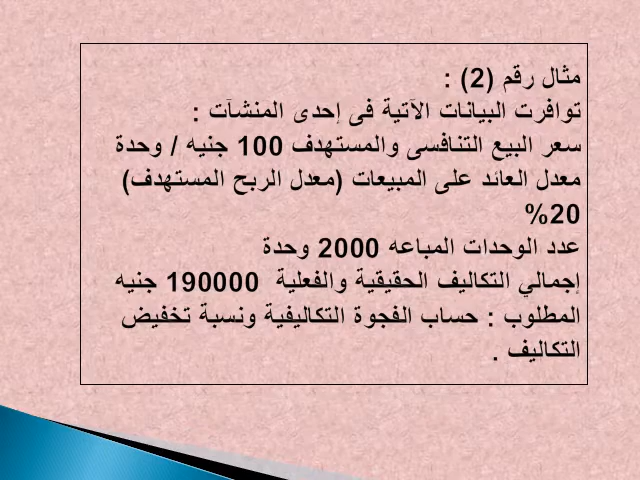 مثال رقم (2) :
توافرت البيانات الآتية فى إحدى المنشآت :
سعر البيع التنافسى والمستهدف 100 جنيه / وحدة
معدل العائد على المبيعات (معدل الربح المستهدف)
20%
عدد الوحدات المباعه 2000 وحدة
إجمالي التكاليف الحقيقية والفعلية 190000 جنيه
المطلوب : حساب الفجوة التكاليفية ونسبة تخفيض
التكاليف .